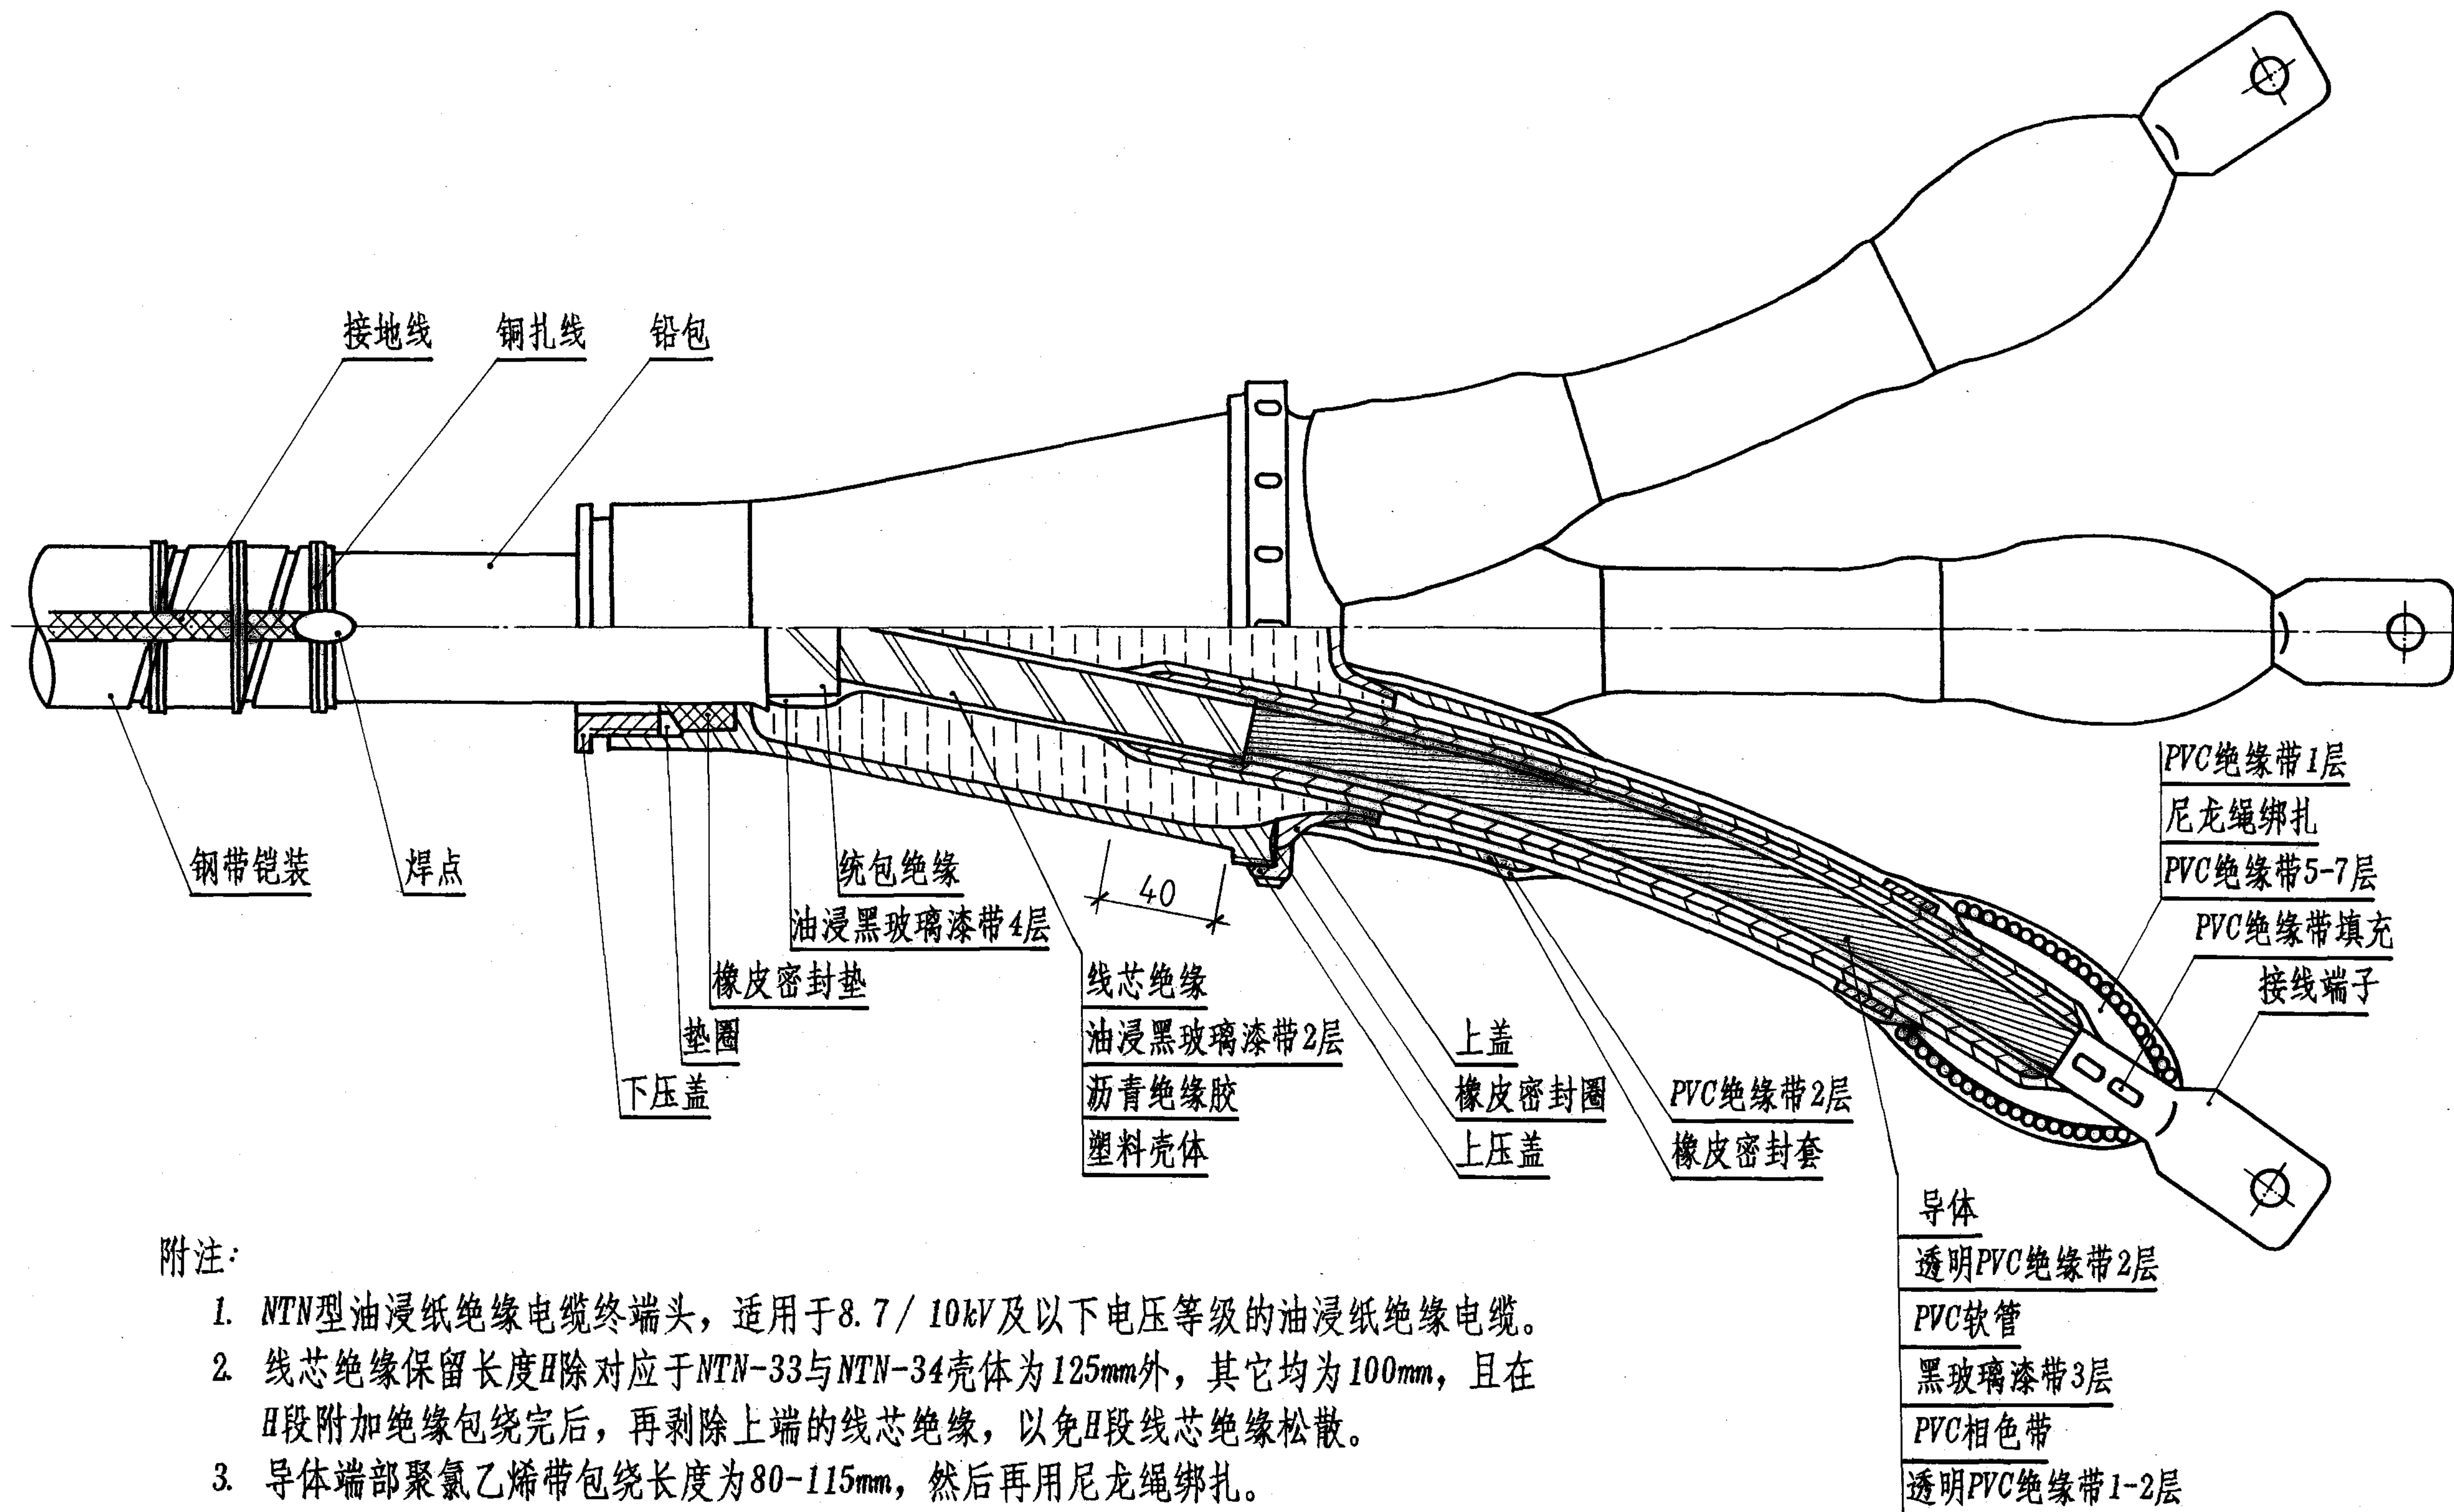 接地线
铜扎线
铅包
PVC绝缘带1层
尼龙绳绑扎
PVC绝缘带5-7层
PVC绝缘带填充
接线端子
钢带铠装
焊点
统包绝缘
油浸黑玻璃漆带4层
橡皮密封垫
垫圈
下压盖
40
线芯绝缘
油浸黑玻璃漆带2层
沥青绝缘胶
塑料壳体
上盖
橡皮密封圈
上压盖
PVC绝缘带2层
橡皮密封套
导体
透明PVC绝缘带2层
PVC软管
黑玻璃漆带3层
PVC相色带
透明PVC绝缘带1-2层
附注:
1. NTN型油浸纸绝缘电缆终端头，适用于8.7/10kV及以下电压等级的油浸纸绝缘电缆。
2. 线芯绝缘保留长度H除对应于NTN-33与NTN-34壳体为125mm外，其它均为100mm，且在
H段附加绝缘包绕完后，再剥除上端的线芯绝缘，以免H段线芯绝缘松散。
3. 导体端部聚氯乙烯带包绕长度为80-115mm，然后再用尼龙绳绑扎。